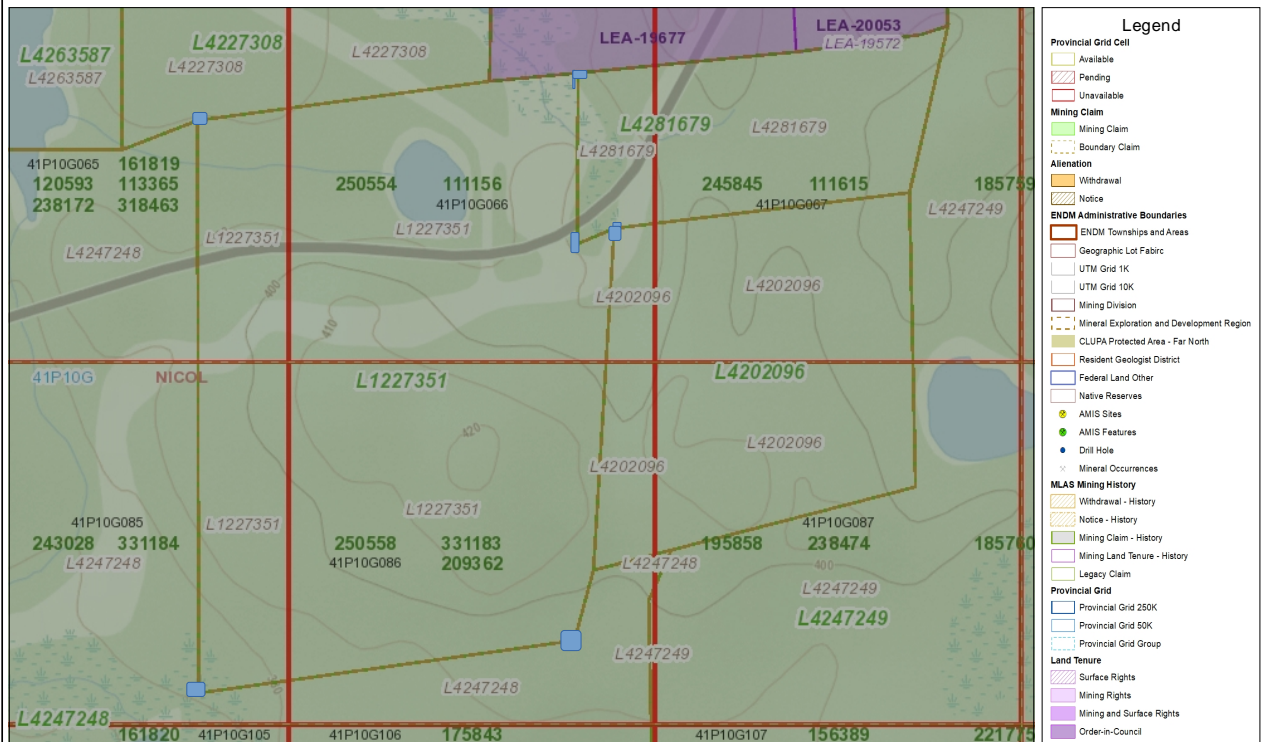 LEA-19677
LEA-20053
LEA-19572
L4263587
L4263587
L4227308
L4227308
L4227308
L4281679
L4281679
L4281679
41P10G065 161819
120593 113365
238172 318463
250554 111156
41P10G066
245845 111615
41P10G067
185759
L4247249
L4247248
L1227351
L1227351
400
410
L4202096
L4202096
41P10G
NICOL
L1227351
L4202096
420
L4202096
L4202096
L1227351
L1227351
41P10G085
243028 331184
L4247248
250558 331183
41P10G086 209362
41P10G087
195858 238474
185760
L4247248
400
L4247249
L4247249
L4247249
L4247248
L4247248
161820 41P10G105
41P10G106 175843
41P10G107 156389
221775
Legend
Provincial Grid Cell
Available
Pending
Unavailable
Mining Claim
Mining Claim
Boundary Claim
Alienation
Withdrawal
Notice
ENDM Administrative Boundaries
ENDM Townships and Areas
Geographic Lot Fabirc
UTM Grid 1K
UTM Grid 10K
Mining Division
Mineral Exploration and Development Region
CLUPA Protected Area - Far North
Resident Geologist District
Federal Land Other
Native Reserves
AMIS Sites
AMIS Features
Drill Hole
Mineral Occurrences
MLAS Mining History
Withdrawal - History
Notice - History
Mining Claim - History
Mining Land Tenure - History
Legacy Claim
Provincial Grid
Provincial Grid 250K
Provincial Grid 50K
Provincial Grid Group
Land Tenure
Surface Rights
Mining Rights
Mining and Surface Rights
Order-in-Council